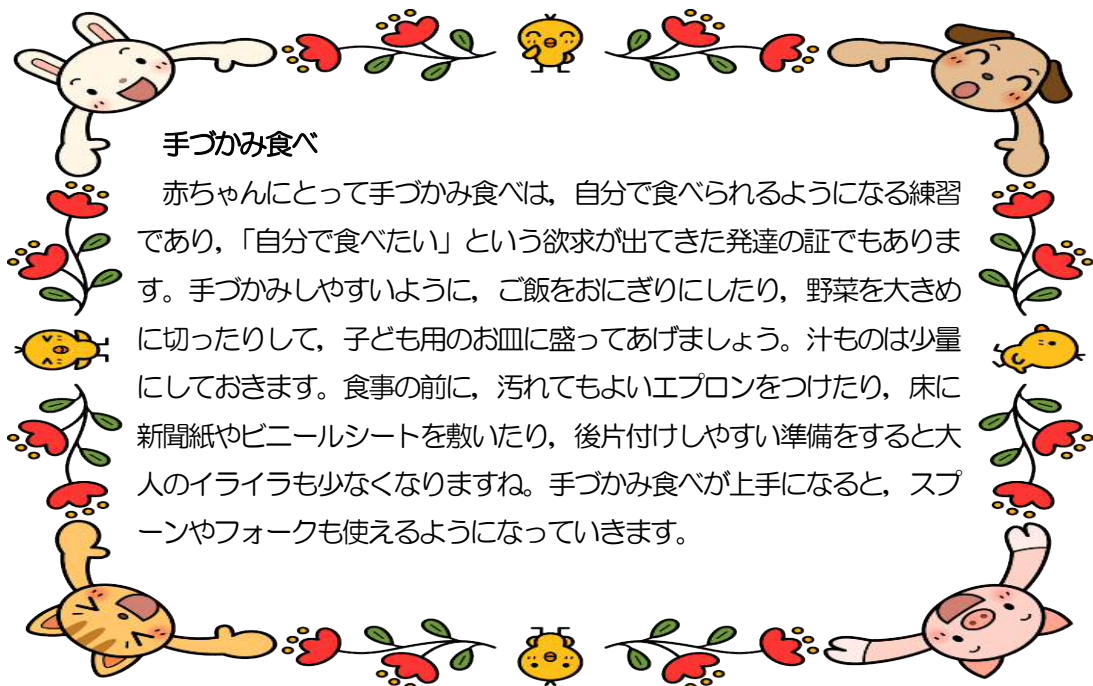 手づかみ食べ
赤ちゃんにとって手づかみ食べは，自分で食べられるようになる練習
であり，「自分で食べたい」という欲求が出てきた発達の証でもありま
す。手づかみしやすいように，ご飯をおにぎりにしたり，野菜を大きめ
に切ったりして，子ども用のお皿に盛ってあげましょう。汁ものは少量
にしておきます。食事の前に，汚れてもよいエプロンをつけたり，床に
新聞紙やビニールシートを敷いたり，後片付けしやすい準備をすると大
人のイライラも少なくなりますね。手づかみ食べが上手になると，スプ
ーンやフォークも使えるようになっていきます。